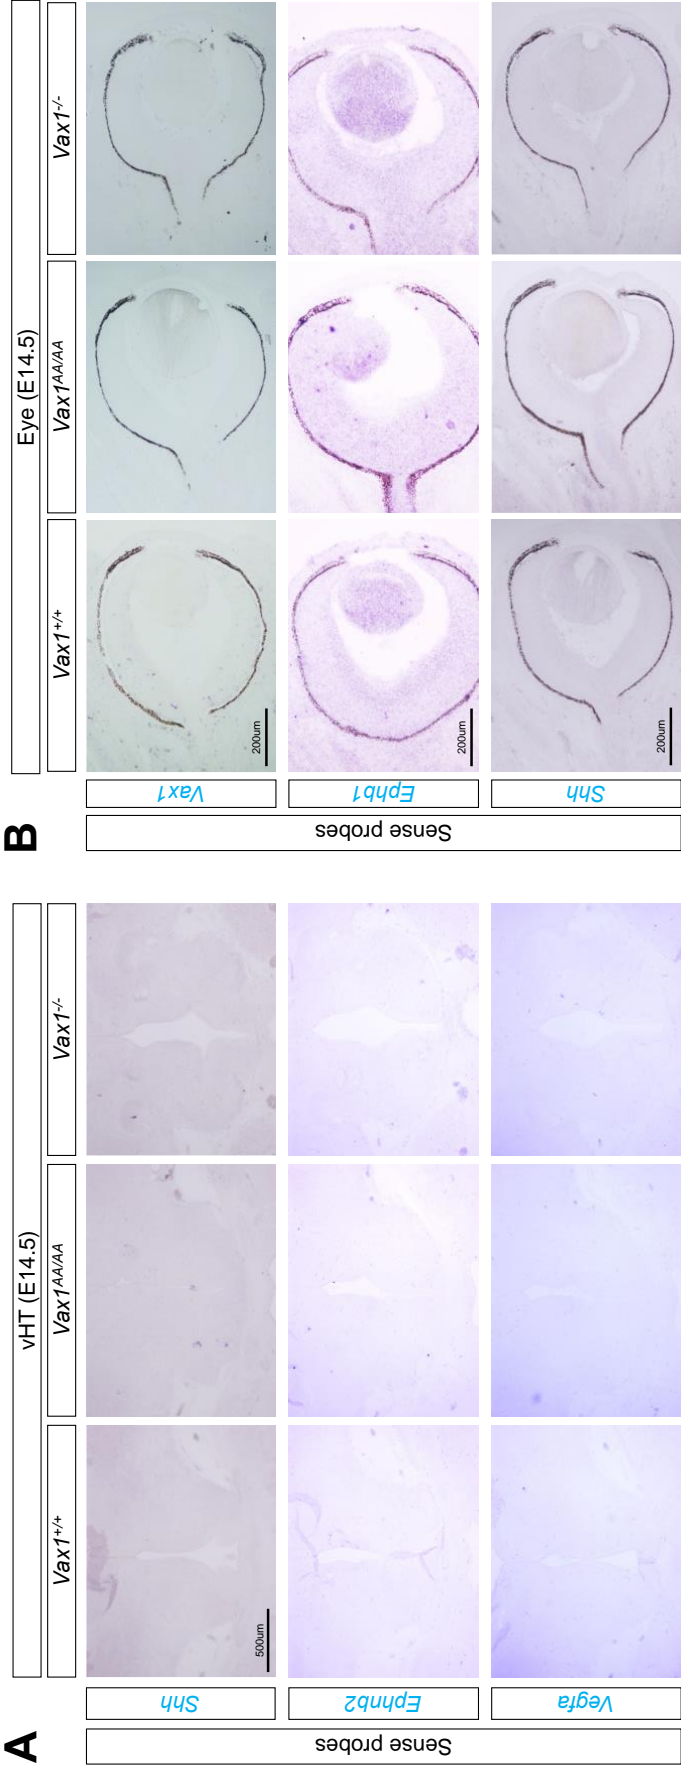 A
vHT (E14.5)
Vax1+/+
Vax1AA/AA
Vax1-/-
Sense probes
Shh
500um
Ephnb2
Vegfa
B
Eye (E14.5)
Vax1+/+
Vax1AA/AA
Vax1-/-
Sense probes
Vax1
200um
Ephb1
200um
Shh
200um